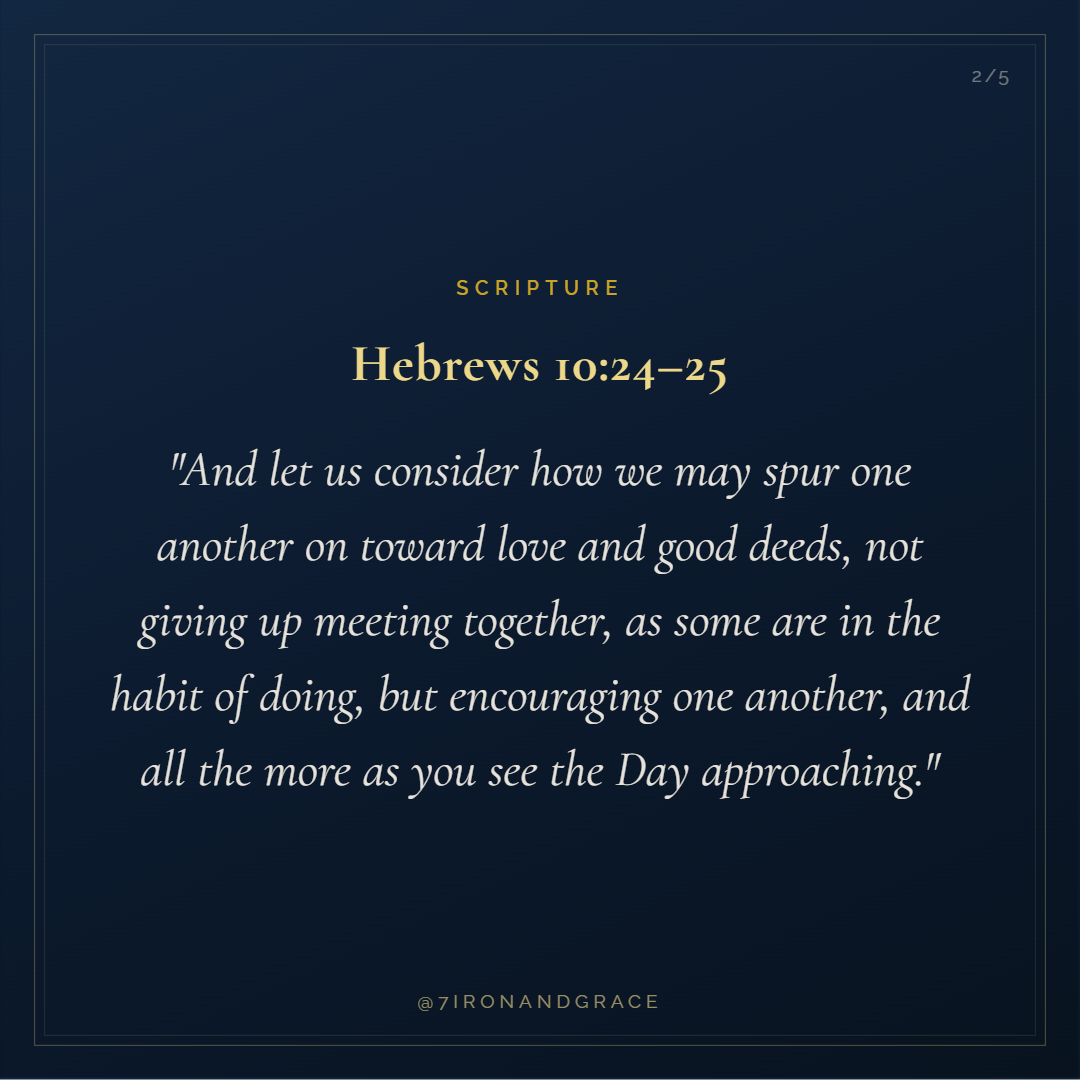 2/5
SCRIPTURE
Hebrews 10:24–25
"And let us consider how we may spur one
another on toward love and good deeds, not
giving up meeting together, as some are in the
habit of doing, but encouraging one another, and
all the more as you see the Day approaching."
@7IRONANDGRACE